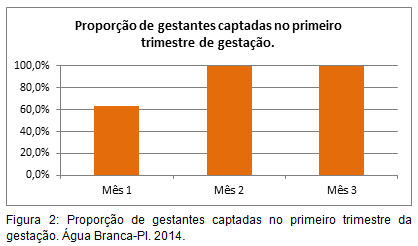 Proporção de gestantes captadas no primeiro
trimestre de gestação.
100,0%
80,0%
60,0%
40,0%
20,0%
0,0%
Mês 1
Mês 2
Mês 3
Figura 2: Proporção de gestantes captadas no primeiro trimestre da
gestação. Água Branca-PI. 2014.